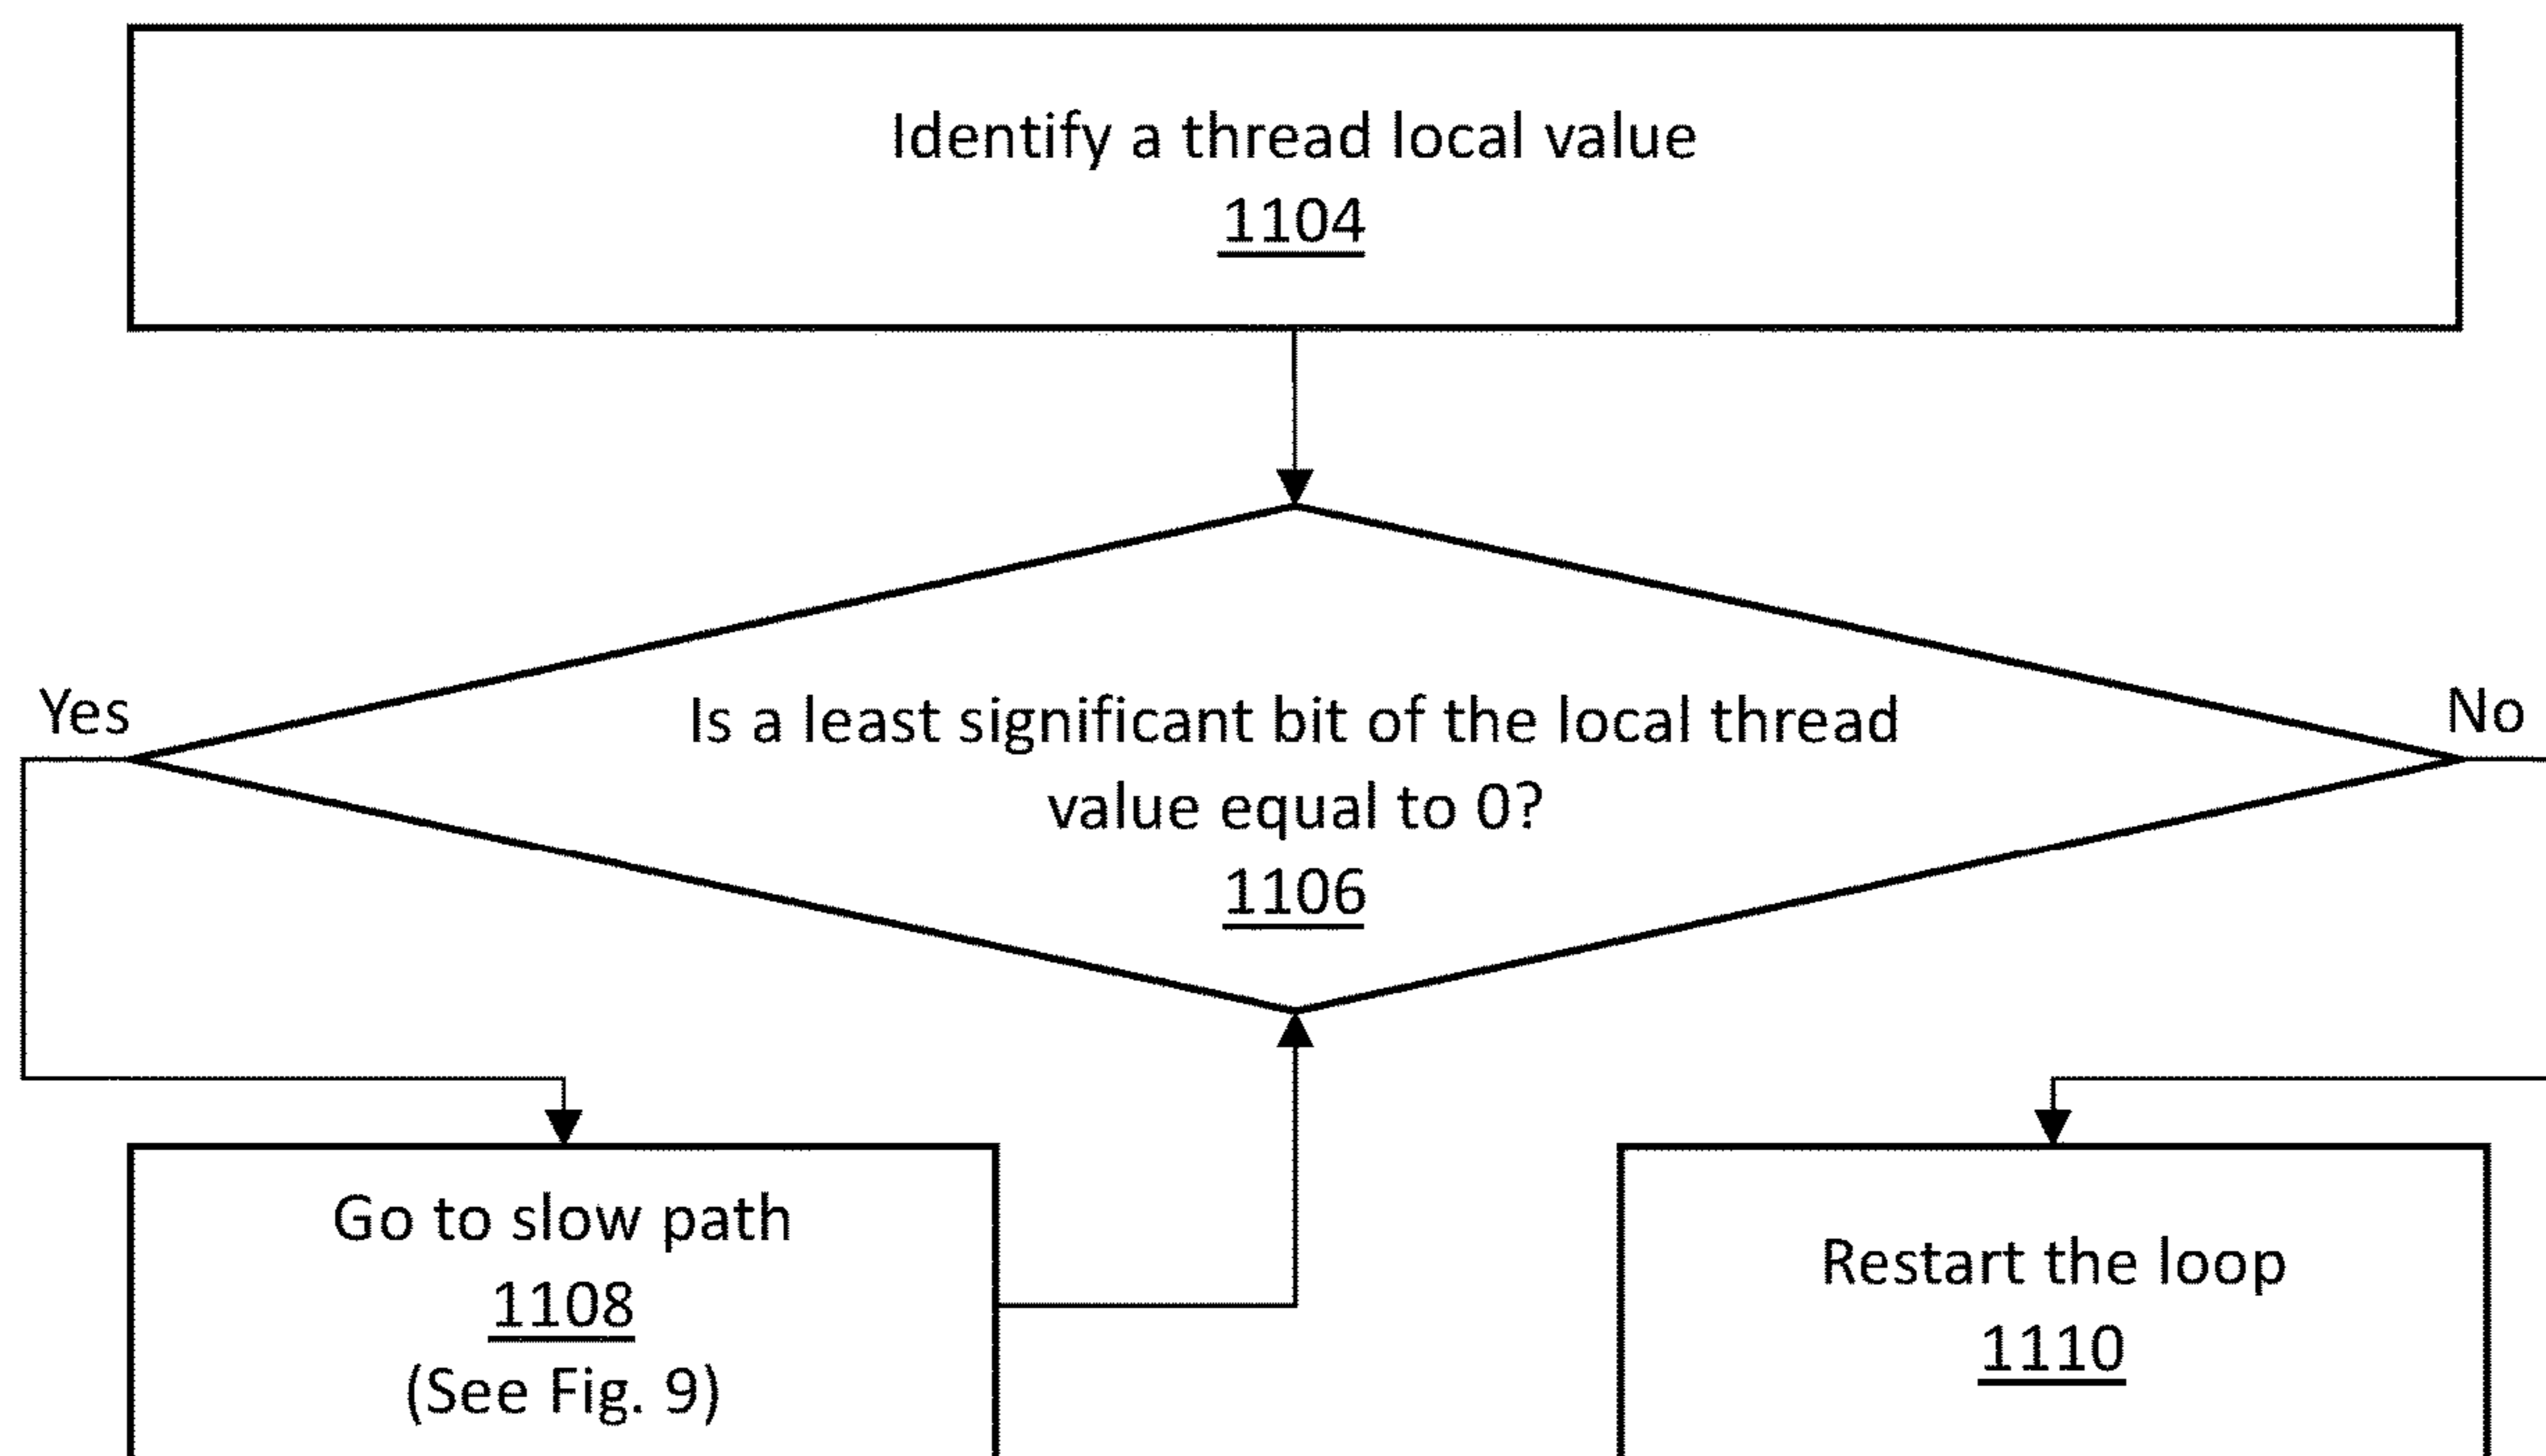 Identify a thread local value
1104
Yes
No
Is a least significant bit of the local thread
value equal to 0?
1106
Go to slow path
1108
(See Fig. 9)
Restart the loop
1110